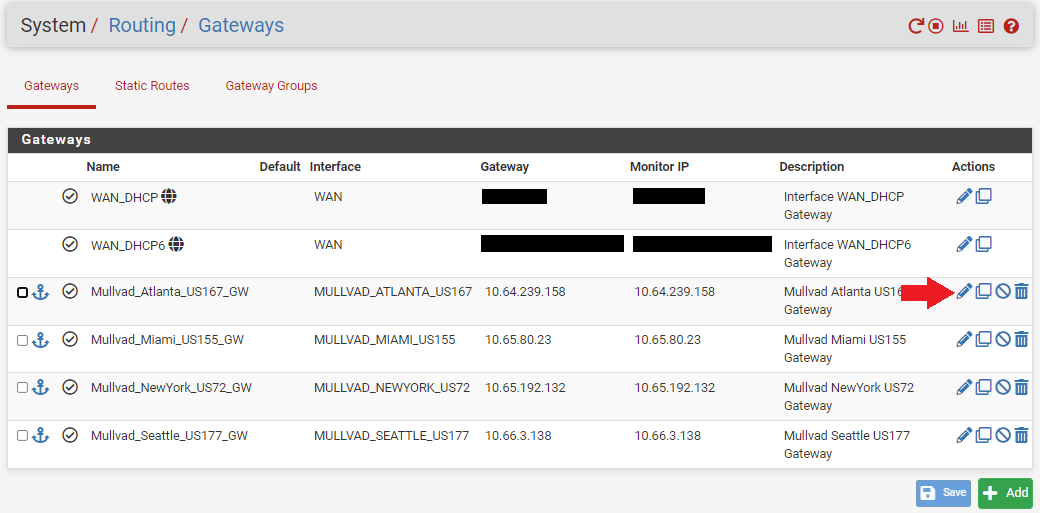 System / Routing / Gateways
Gateways Static Routes Gateway Groups
Gateways
Name Default Interface Gateway Monitor IP Description Actions
WAN_DHCP WAN Interface WAN_DHCP
Gateway
WAN_DHCP6 WAN Interface WAN_DHCP6
Gateway
Mullvad_Atlanta_US167_GW MULLVAD_ATLANTA_US167 10.64.239.158 10.64.239.158 Mullvad Atlanta US16
Gateway
Mullvad_Miami_US155_GW MULLVAD_MIAMI_US155 10.65.80.23 10.65.80.23 Mullvad Miami US155
Gateway
Mullvad_NewYork_US72_GW MULLVAD_NEWYORK_US72 10.65.192.132 10.65.192.132 Mullvad NewYork US72
Gateway
Mullvad_Seattle_US177_GW MULLVAD_SEATTLE_US177 10.66.3.138 10.66.3.138 Mullvad Seattle US177
Gateway
Save Add